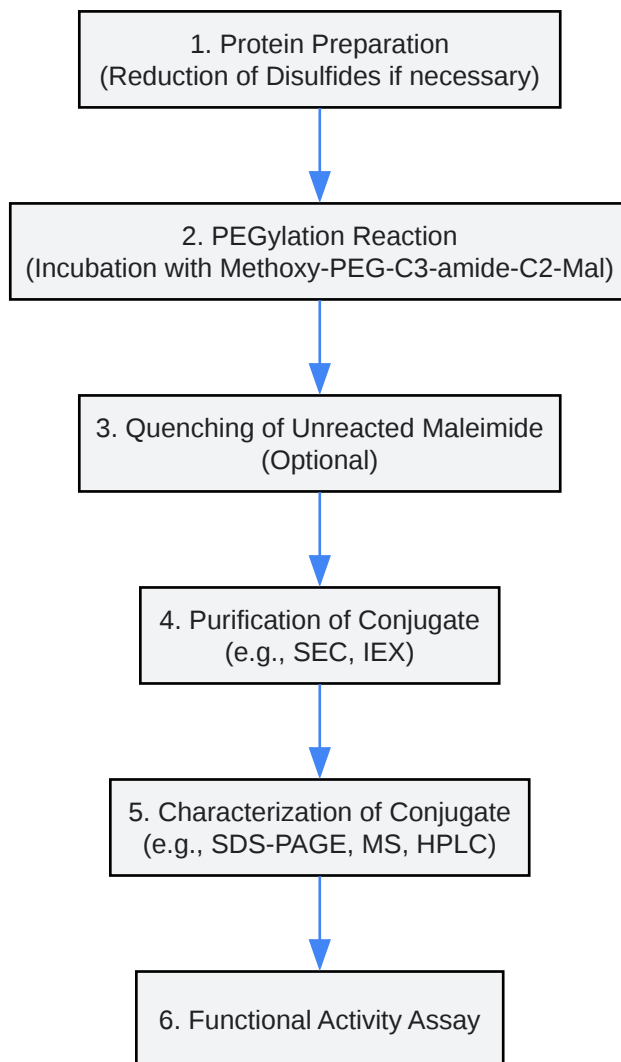 1. Protein Preparation
(Reduction of Disulfides if necessary)
2. PEGylation Reaction
(Incubation with Methoxy-PEG-C3-amide-C2-Mal)
3. Quenching of Unreacted Maleimide
(Optional)
4. Purification of Conjugate
(e.g., SEC, IEX)
5. Characterization of Conjugate
(e.g., SDS-PAGE, MS, HPLC)
6. Functional Activity Assay